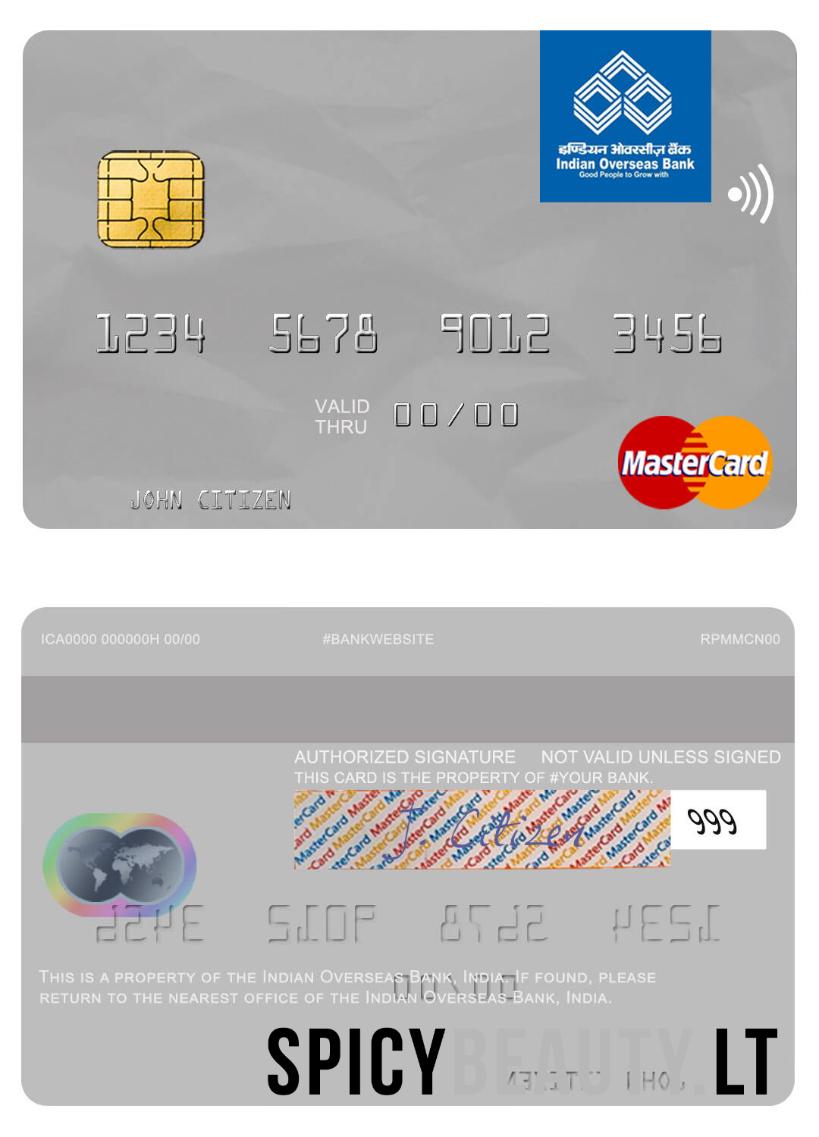 इण्डियन ओवरसीज़ बैंक
Indian Overseas Bank
Good People to Grow with
1234 5678 9012 3456
VALID THRU 00/00
MasterCard
JOHN CITIZEN
ICA0000 000000H 00/00 #BANKWEBSITE RPMMCN00
AUTHORIZED SIGNATURE NOT VALID UNLESS SIGNED
THIS CARD IS THE PROPERTY OF #YOUR BANK.
J. Citizen 999
THIS IS A PROPERTY OF THE INDIAN OVERSEAS BANK, INDIA. IF FOUND, PLEASE
RETURN TO THE NEAREST OFFICE OF THE INDIAN OVERSEAS BANK, INDIA.
SPICYBEAUTY.LT